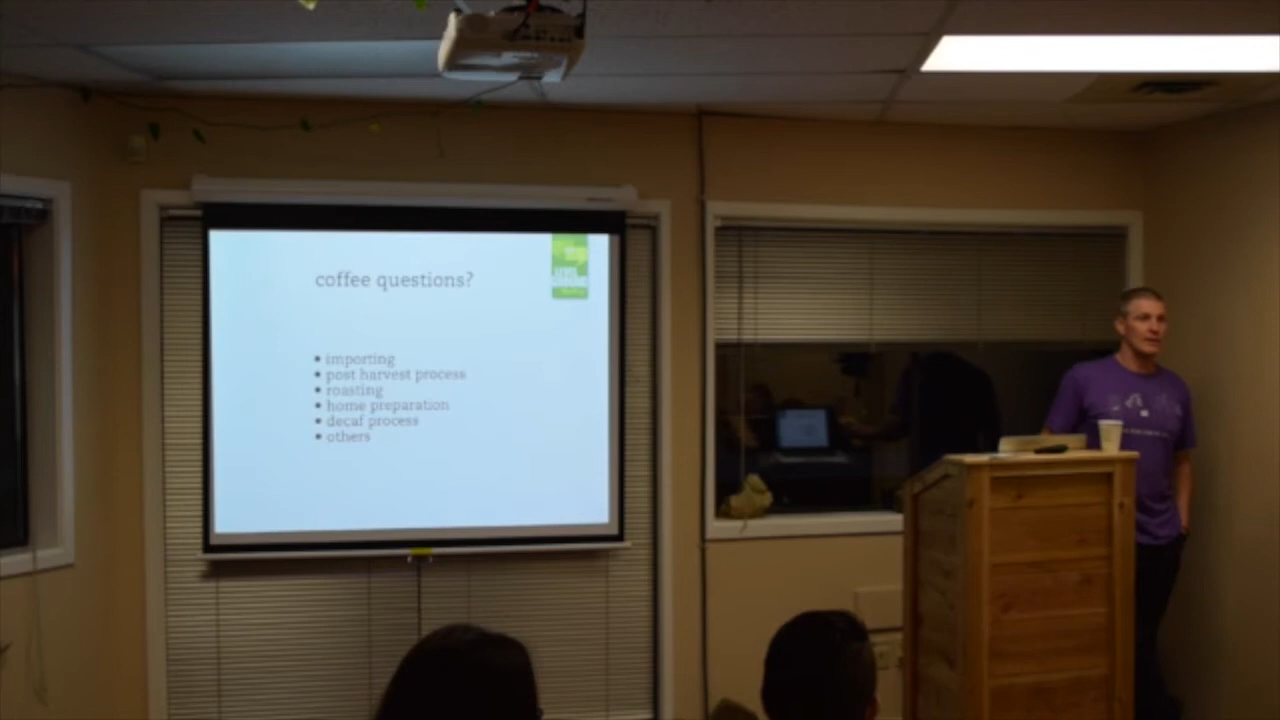 coffee questions?
• importing
• post harvest process
• roasting
• home preparation
• decaf process
• others